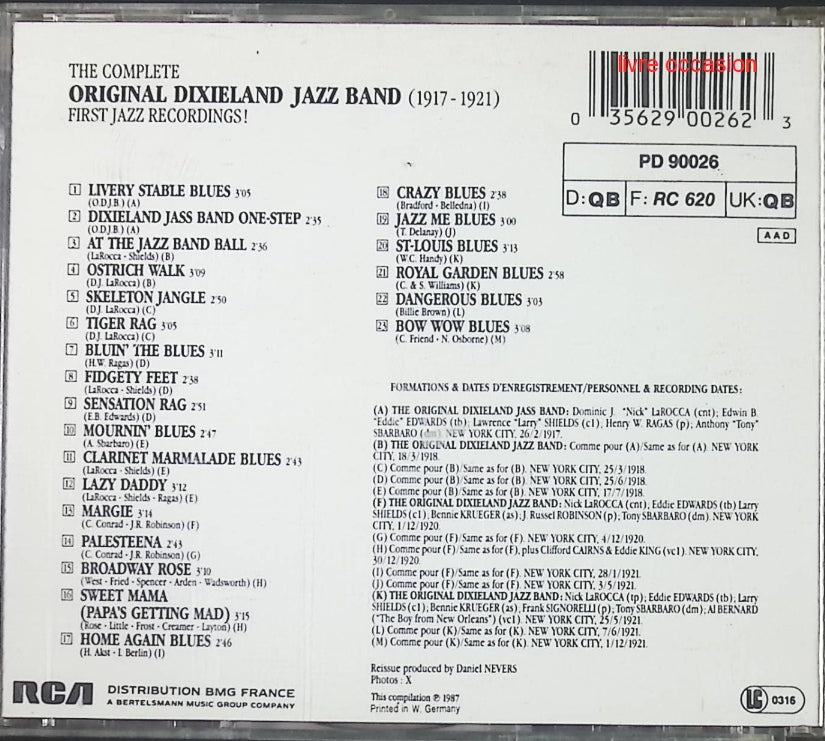 THE COMPLETE
ORIGINAL DIXIELAND JAZZ BAND (1917-1921)
FIRST JAZZ RECORDINGS!
livre occasion
0 35629 00262 3
PD 90026
D: QB F: RC 620 UK: QB
AAD
1 LIVERY STABLE BLUES 3'05
(O.D.J.B.) (A)
2 DIXIELAND JASS BAND ONE-STEP 2'35
(O.D.J.B.) (A)
3 AT THE JAZZ BAND BALL 2'36
(LaRocca - Shields) (B)
4 OSTRICH WALK 3'09
(D.J. LaRocca) (B)
5 SKELETON JANGLE 2'50
(D.J. LaRocca) (C)
6 TIGER RAG 3'05
(D.J. LaRocca) (C)
7 BLUIN' THE BLUES 3'11
(H.W. Ragas) (D)
8 FIDGETY FEET 2'38
(LaRocca - Shields) (D)
9 SENSATION RAG 2'51
(E.B. Edwards) (D)
10 MOURNIN' BLUES 2'47
(A. Sbarbaro) (E)
11 CLARINET MARMALADE BLUES 2'43
(LaRocca - Shields) (E)
12 LAZY DADDY 3'12
(LaRocca - Shields - Ragas) (E)
13 MARGIE 3'14
(C. Conrad - J.R. Robinson) (F)
14 PALESTEENA 2'43
(C. Conrad - J.R. Robinson) (G)
15 BROADWAY ROSE 3'10
(West - Fried - Spencer - Arden - Wadsworth) (H)
16 SWEET MAMA
(PAPA'S GETTING MAD) 3'15
(Rose - Little - Frost - Creamer - Layton) (H)
17 HOME AGAIN BLUES 2'46
(H. Akst - I. Berlin) (I)
18 CRAZY BLUES 2'38
(Bradford - Belledna) (I)
19 JAZZ ME BLUES 3'00
(T. Delanay) (J)
20 ST-LOUIS BLUES 3'13
(W.C. Handy) (K)
21 ROYAL GARDEN BLUES 2'58
(C. & S. Williams) (K)
22 DANGEROUS BLUES 3'03
(Billie Brown) (L)
23 BOW WOW BLUES 3'08
(C. Friend - N. Osborne) (M)
FORMATIONS & DATES D'ENREGISTREMENT/PERSONNEL & RECORDING DATES:
(A) THE ORIGINAL DIXIELAND JASS BAND: Dominic J. "Nick" LaROCCA (cnt); Edwin B.
"Eddie" EDWARDS (tb); Lawrence "Larry" SHIELDS (cl), Henry W. RAGAS (p); Anthony "Tony"
SBARBARO (dm). NEW YORK CITY, 26/2/1917.
(B) THE ORIGINAL DIXIELAND JAZZ BAND: Comme pour (A)/Same as for (A). NEW YORK
CITY, 18/3/1918.
(C) Comme pour (B)/Same as for (B). NEW YORK CITY, 25/3/1918.
(D) Comme pour (B)/Same as for (B). NEW YORK CITY, 25/6/1918.
(E) Comme pour (B)/Same as for (B). NEW YORK CITY, 17/7/1918.
(F) THE ORIGINAL DIXIELAND JAZZ BAND: Nick LaROCCA (cnt); Eddie EDWARDS (tb) Larry
SHIELDS (cl), Bennie KRUEGER (as); J. Russel ROBINSON (p); Tony SBARBARO (dm). NEW YORK
CITY, 1/12/1920.
(G) Comme pour (F)/Same as for (F). NEW YORK CITY, 4/12/1920.
(H) Comme pour (F)/Same as for (F), plus Clifford CAIRNS & Eddie KING (vcl). NEW YORK CITY,
30/12/1920.
(I) Comme pour (F)/Same as for (F). NEW YORK CITY, 28/1/1921.
(J) Comme pour (F)/Same as for (F). NEW YORK CITY, 3/5/1921.
(K) THE ORIGINAL DIXIELAND JAZZ BAND: Nick LaROCCA (tp); Eddie EDWARDS (tb); Larry
SHIELDS (cl); Bennie KRUEGER (as); Frank SIGNORELLI (p); Tony SBARBARO (dm); Al BERNARD
("The Boy from New Orleans") (vcl). NEW YORK CITY, 25/5/1921.
(L) Comme pour (K)/Same as for (K). NEW YORK CITY, 7/6/1921.
(M) Comme pour (K)/Same as for (K). NEW YORK CITY, 1/12/1921.
Reissue produced by Daniel NEVERS
Photos : X
This compilation ℗ 1987
Printed in W. Germany
RCA DISTRIBUTION BMG FRANCE
A BERTELSMANN MUSIC GROUP COMPANY
LC 0316